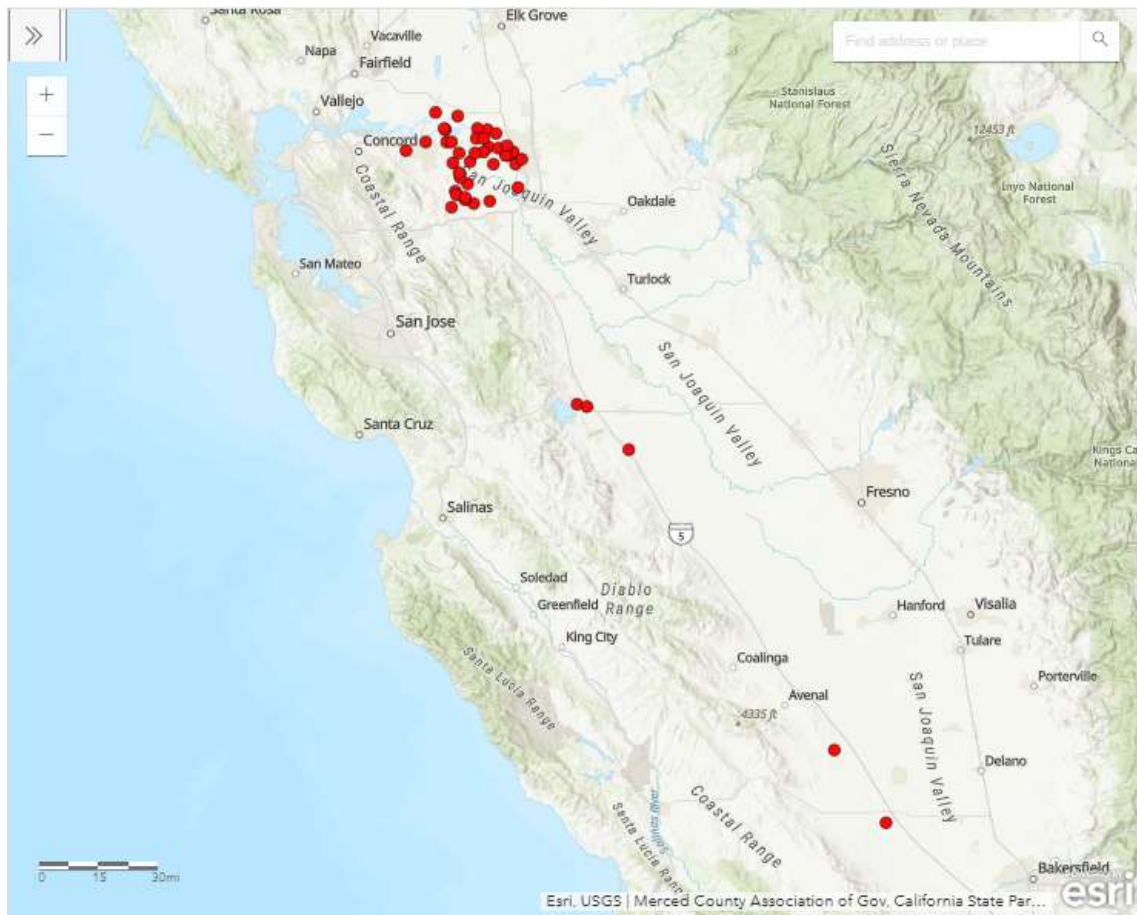 Santa Rosa
Elk Grove
Vacaville
Napa
Fairfield
Find address or place
+
−
Vallejo
Stanislaus
National Forest
12453 ft
Concord
Inyo National
Forest
Sierra Nevada Mountains
San Joaquin Valley
Oakdale
Coastal Range
San Mateo
Turlock
San Jose
San Joaquin Valley
Santa Cruz
Kings Ca
National
Fresno
Salinas
5
Soledad
Diablo
Range
Greenfield
Hanford
Visalia
King City
Tulare
Coalinga
Porterville
Santa Lucia Range
Avenal
4335 ft
San Joaquin Valley
Delano
Coastal Range
Santa Lucia Range
Bakersfield
0 15 30mi
esri
Esri, USGS | Merced County Association of Gov, California State Par...